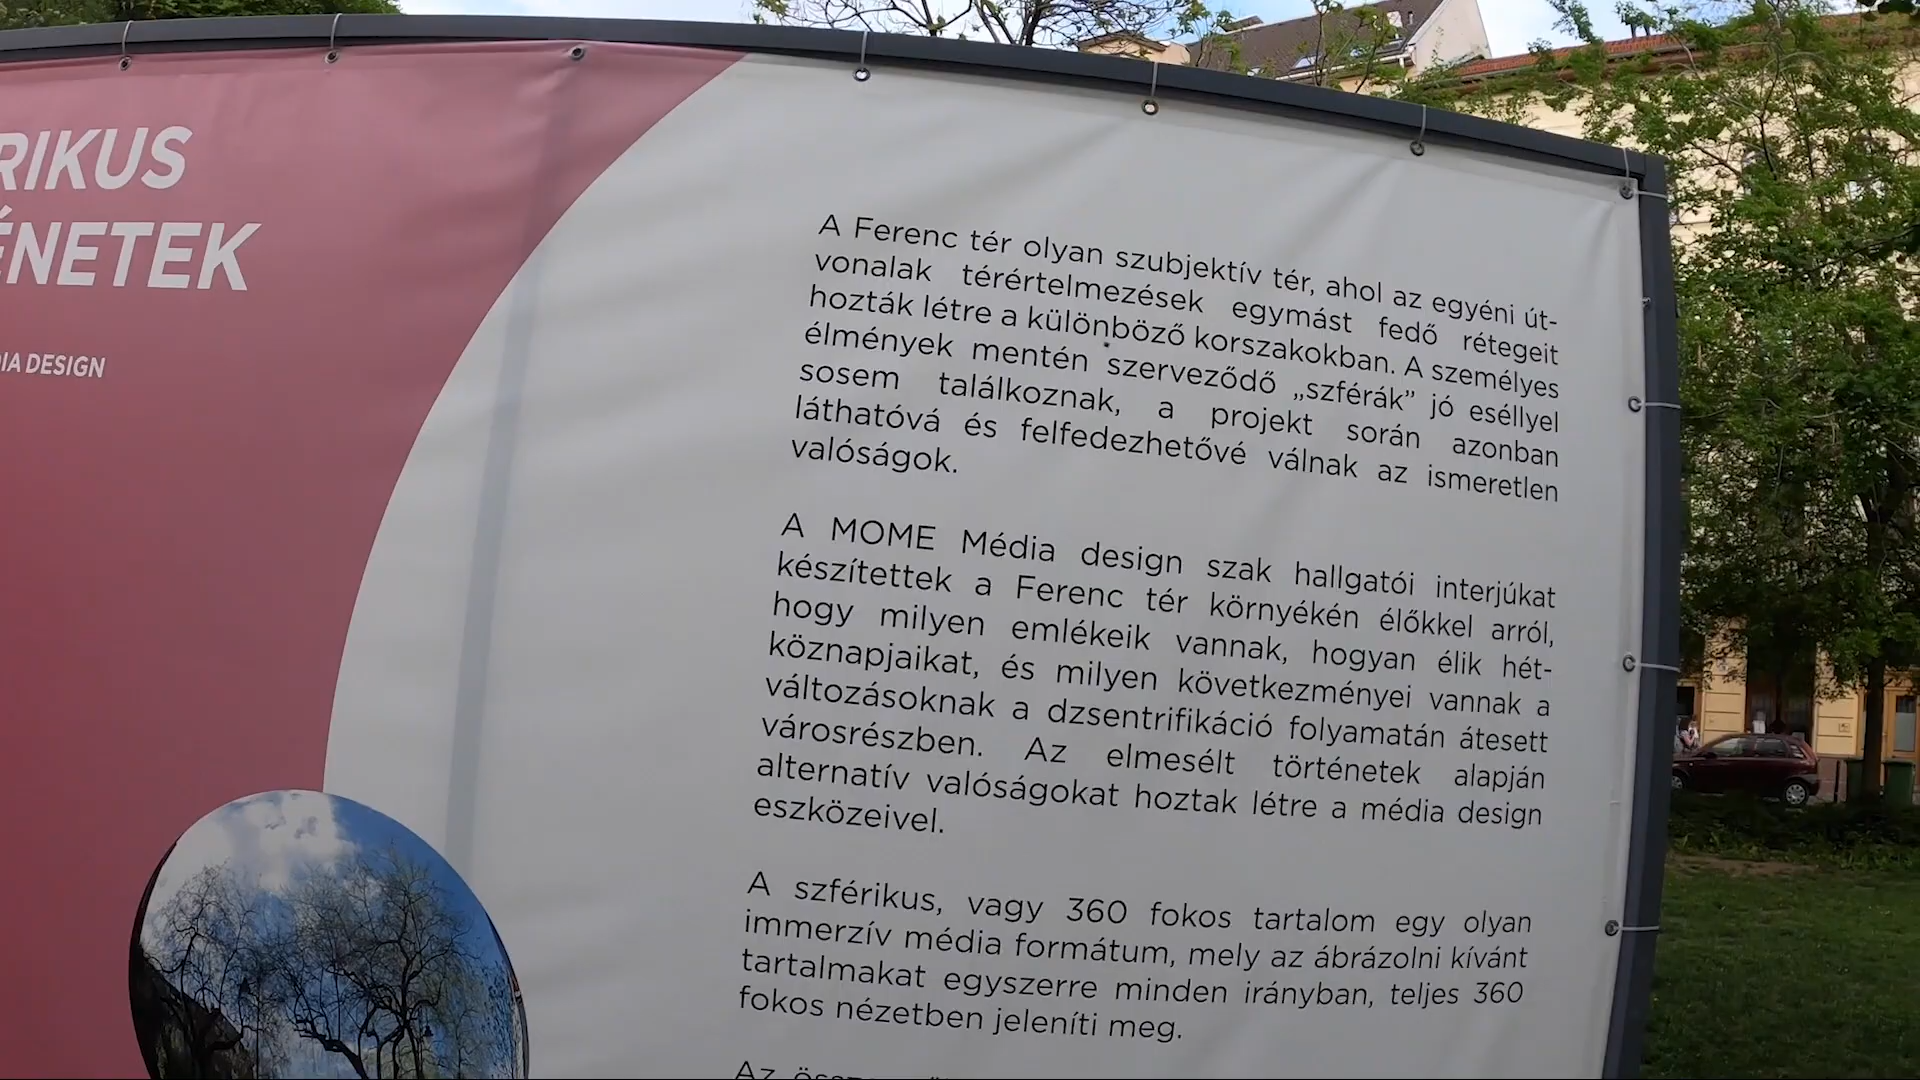 RIKUS
ÉNETEK
DIA DESIGN
A Ferenc tér olyan szubjektív tér, ahol az egyéni út-
vonalak térértelmezések egymást fedő rétegeit
hozták létre a különböző korszakokban. A személyes
élmények mentén szerveződő „szférák” jó eséllyel
sosem találkoznak, a projekt során azonban
láthatóvá és felfedezhetővé válnak az ismeretlen
valóságok.
A MOME Média design szak hallgatói interjúkat
készítettek a Ferenc tér környékén élőkkel arról,
hogy milyen emlékeik vannak, hogyan élik hét-
köznapjaikat, és milyen következményei vannak a
változásoknak a dzsentrifikáció folyamatán átesett
városrészben. Az elmesélt történetek alapján
alternatív valóságokat hoztak létre a média design
eszközeivel.
A szférikus, vagy 360 fokos tartalom egy olyan
immerzív média formátum, mely az ábrázolni kívánt
tartalmakat egyszerre minden irányban, teljes 360
fokos nézetben jeleníti meg.
Az